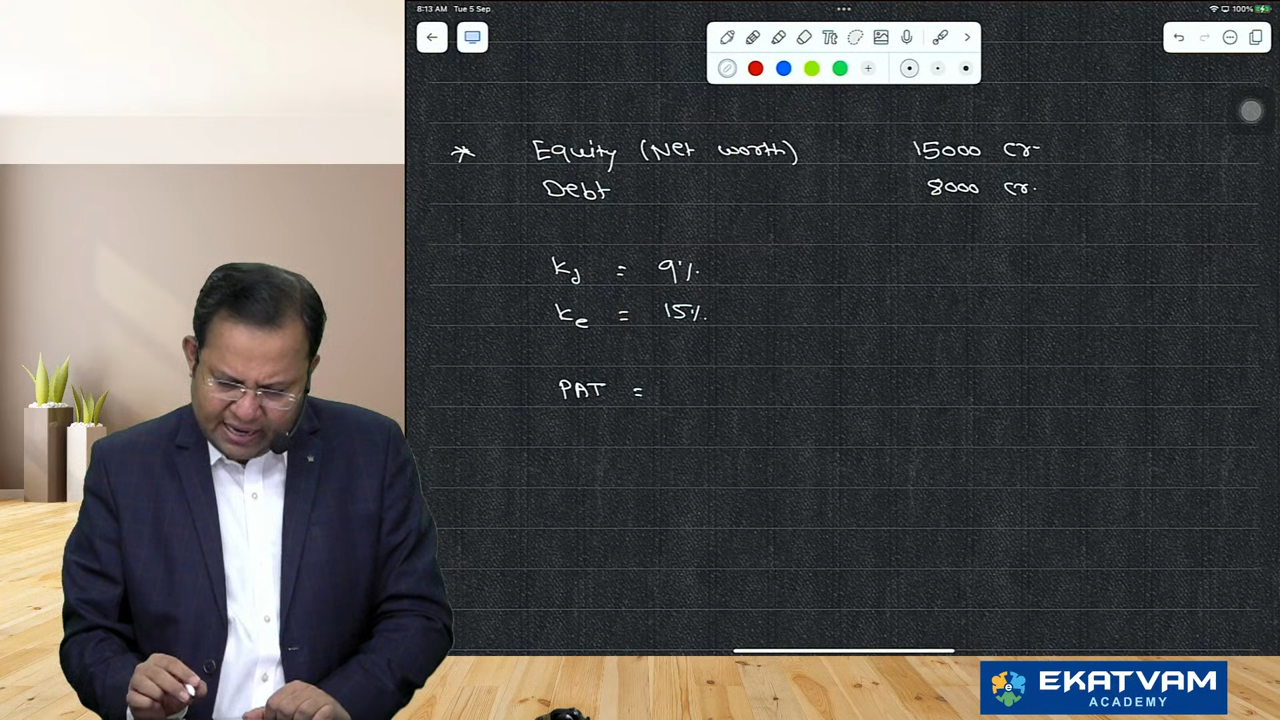 8:13 AM Tue 5 Sep
100%
Tt
* Equity (Net worth) 15000 cr.
Debt 8000 cr.
kd = 9%.
ke = 15%.
PAT =
EKATVAM
ACADEMY